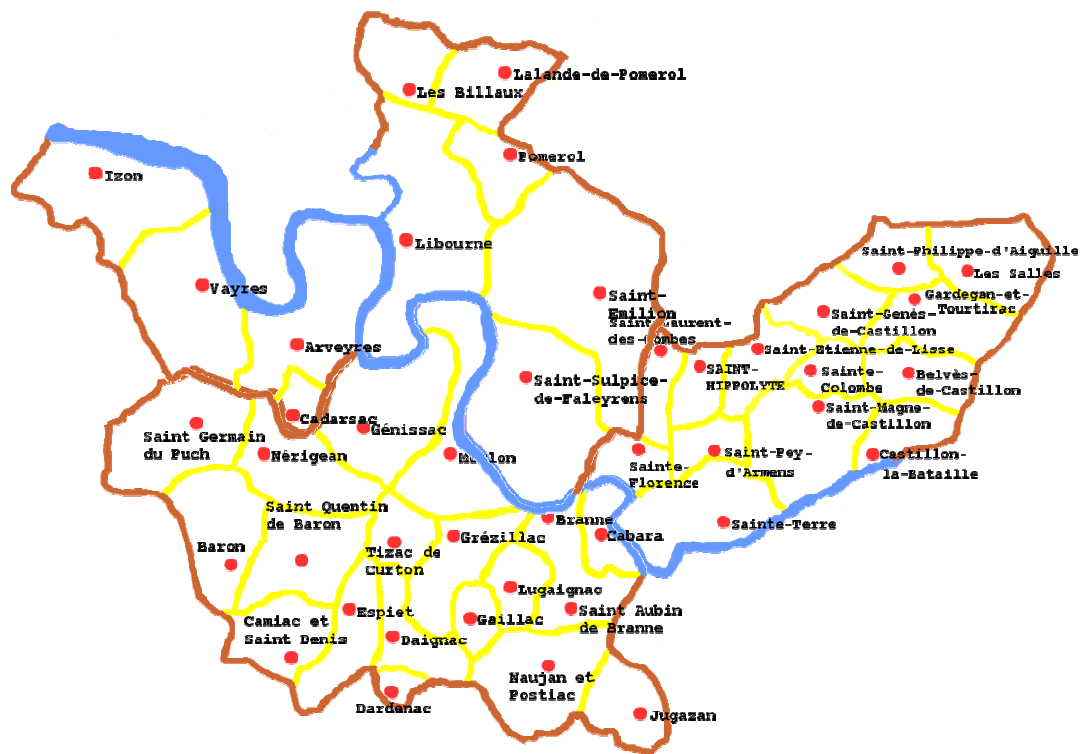 Lalande-de-Pomerol
Les Billaux
Pomerol
Izon
Libourne
Saint-Philippe-d'Aiguille
Les Salles
Vayres
Saint-
Emilion
Gardegan-et-
Tourtirac
Saint-Genès-
de-Castillon
Saint-Laurent-
des-Combes
Arveyres
Saint-Etienne-de-Lisse
SAINT-
HIPPOLYTE
Sainte-
Colombe
Belvès-
de-Castillon
Saint-Sulpice-
de-Faleyrens
Saint-Magne-
de-Castillon
Cadarsac
Génissac
Saint Germain
du Puch
Nérigean
Moulon
Sainte-
Florence
Saint-Pey-
d'Armens
Castillon-
la-Bataille
Saint Quentin
de Baron
Branne
Sainte-Terre
Cabara
Grézillac
Baron
Tizac de
Curton
Lugaignac
Espiet
Gaillac
Saint Aubin
de Branne
Camiac et
Saint Denis
Daignac
Naujan et
Postiac
Dardenac
Jugazan